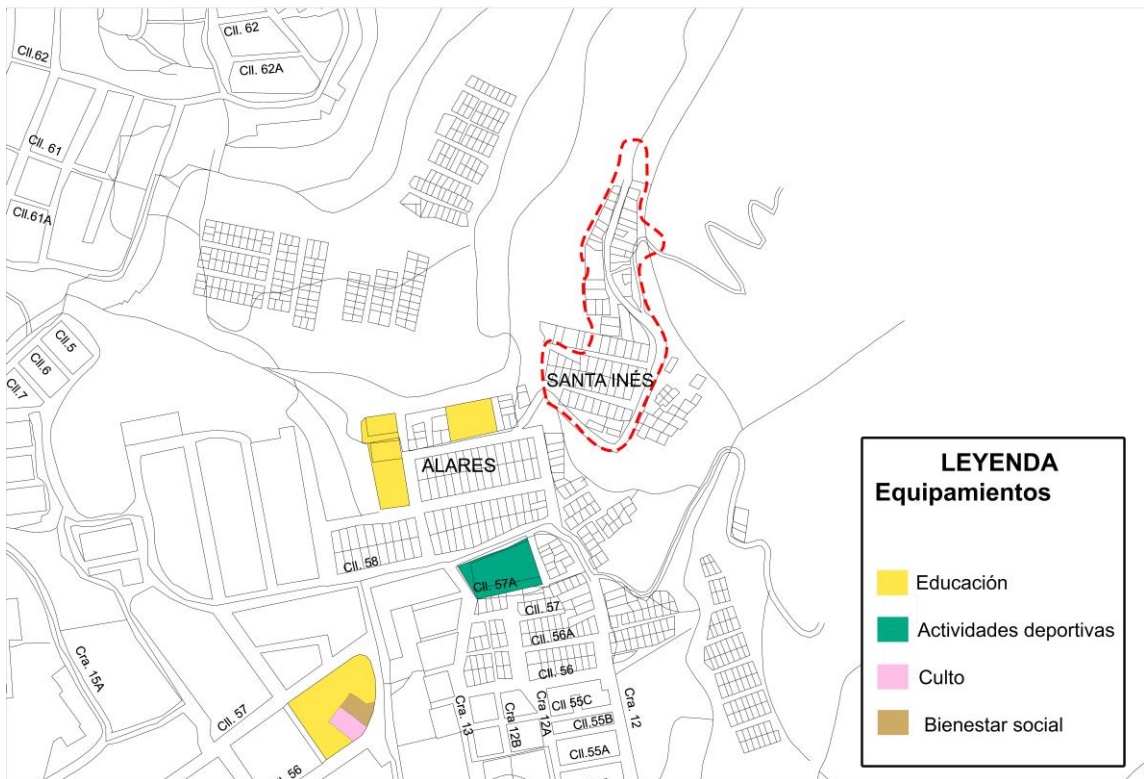 Cll. 62
Cll. 62
Cll. 62A
Cll. 61
Cll.61A
Cll.5
Cll.6
Cll.7
SANTA INÉS
ALARES
Cll. 58
Cll. 57A
Cll. 57
Cll. 56A
Cll. 56
Cll 55C
Cll.55B
Cll.55A
Cra. 15A
Cll. 57
Cll. 56
Cra. 13
Cra. 12B
Cra. 12A
Cra. 12
LEYENDA
Equipamientos
Educación
Actividades deportivas
Culto
Bienestar social